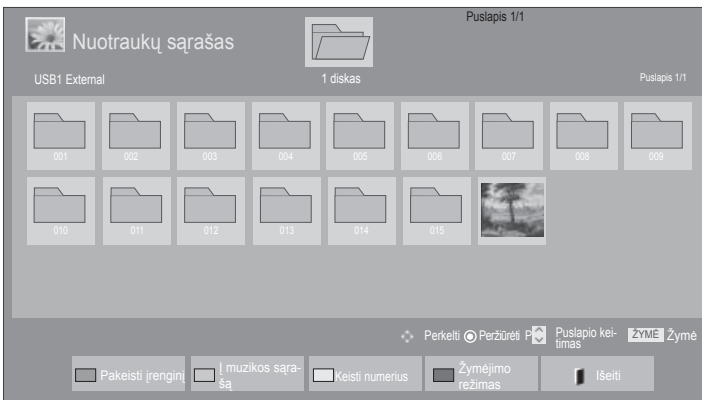 Puslapis 1/1
Nuotraukų sąrašas
USB1 External
1 diskas
Puslapis 1/1
001
002
003
004
005
006
007
008
009
010
011
012
013
014
015
Perkelti
Peržiūrėti
P
Puslapio kei-
timas
ŽYMĖ
Žymė
Pakeisti įrenginį
Į muzikos sąra-
šą
Keisti numerius
Žymėjimo
režimas
Išeiti